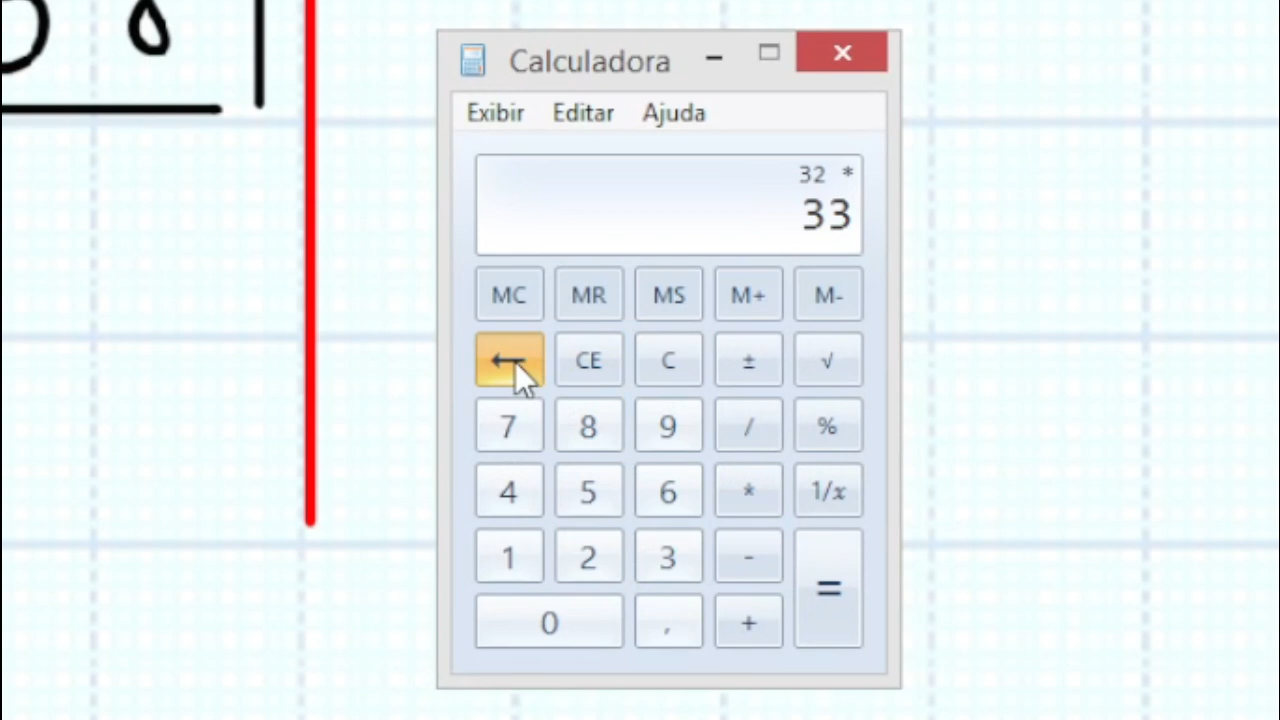 Calculadora
Exibir Editar Ajuda
32 *
33
MC MR MS M+ M-
← CE C ± √
7 8 9 / %
4 5 6 * 1/x
1 2 3 - =
0 , +